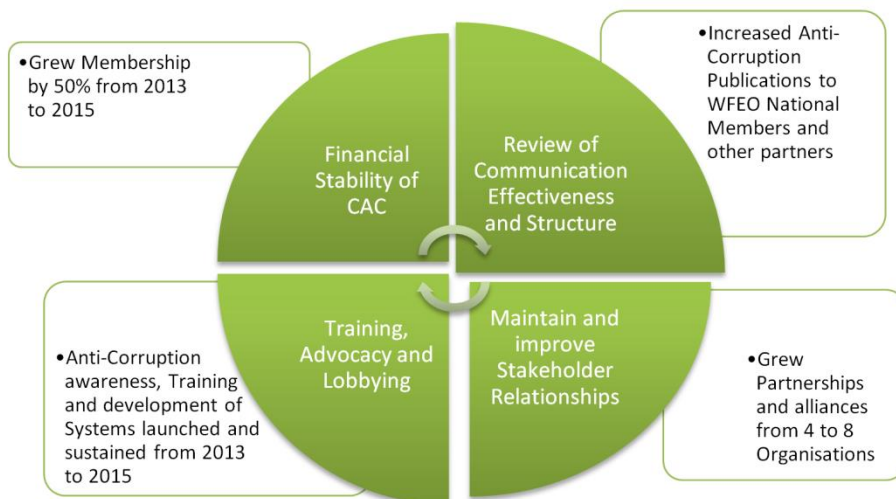 •Grew Membership
by 50% from 2013
to 2015
Financial
Stability of
CAC
Review of
Communication
Effectiveness
and Structure
•Increased Anti-
Corruption
Publications to
WFEO National
Members and
other partners
•Anti-Corruption
awareness, Training
and development of
Systems launched and
sustained from 2013
to 2015
Training,
Advocacy and
Lobbying
Maintain and
improve
Stakeholder
Relationships
•Grew
Partnerships
and alliances
from 4 to 8
Organisations